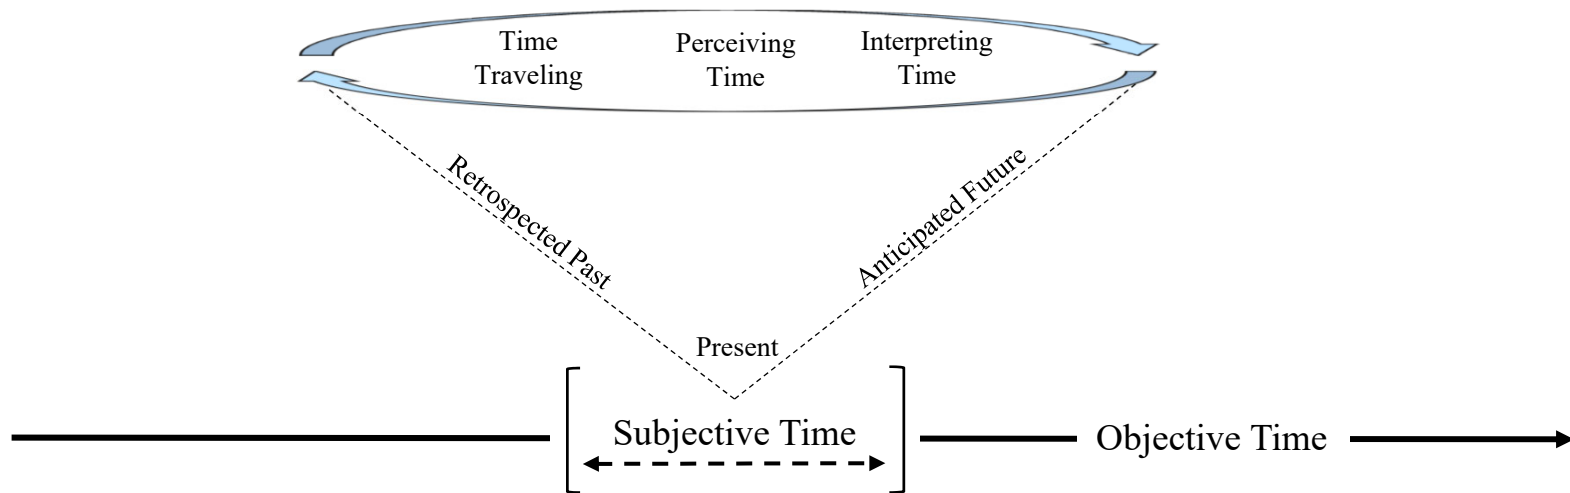 Time
Traveling
Perceiving
Time
Interpreting
Time
Retrospected Past
Anticipated Future
Present
Subjective Time
Objective Time